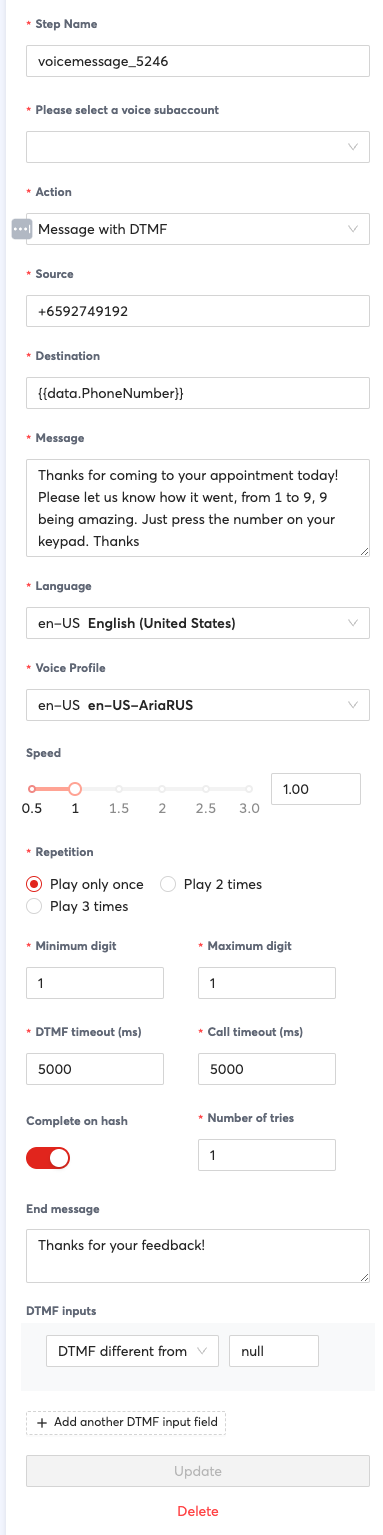 * Step Name
voicemessage_5246
* Please select a voice subaccount
* Action
Message with DTMF
* Source
+6592749192
* Destination
{{data.PhoneNumber}}
* Message
Thanks for coming to your appointment today!
Please let us know how it went, from 1 to 9, 9
being amazing. Just press the number on your
keypad. Thanks
* Language
en-US English (United States)
* Voice Profile
en-US en-US-AriaRUS
Speed
1.00
0.5 1 1.5 2 2.5 3.0
* Repetition
Play only once Play 2 times
Play 3 times
* Minimum digit * Maximum digit
1 1
* DTMF timeout (ms) * Call timeout (ms)
5000 5000
Complete on hash * Number of tries
1
End message
Thanks for your feedback!
DTMF inputs
DTMF different from null
+ Add another DTMF input field
Update
Delete